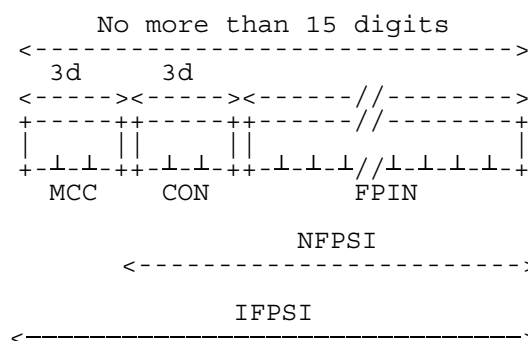 No more than 15 digits
3d 3d
MCC CON FPIN
NFPSI
IFPSI